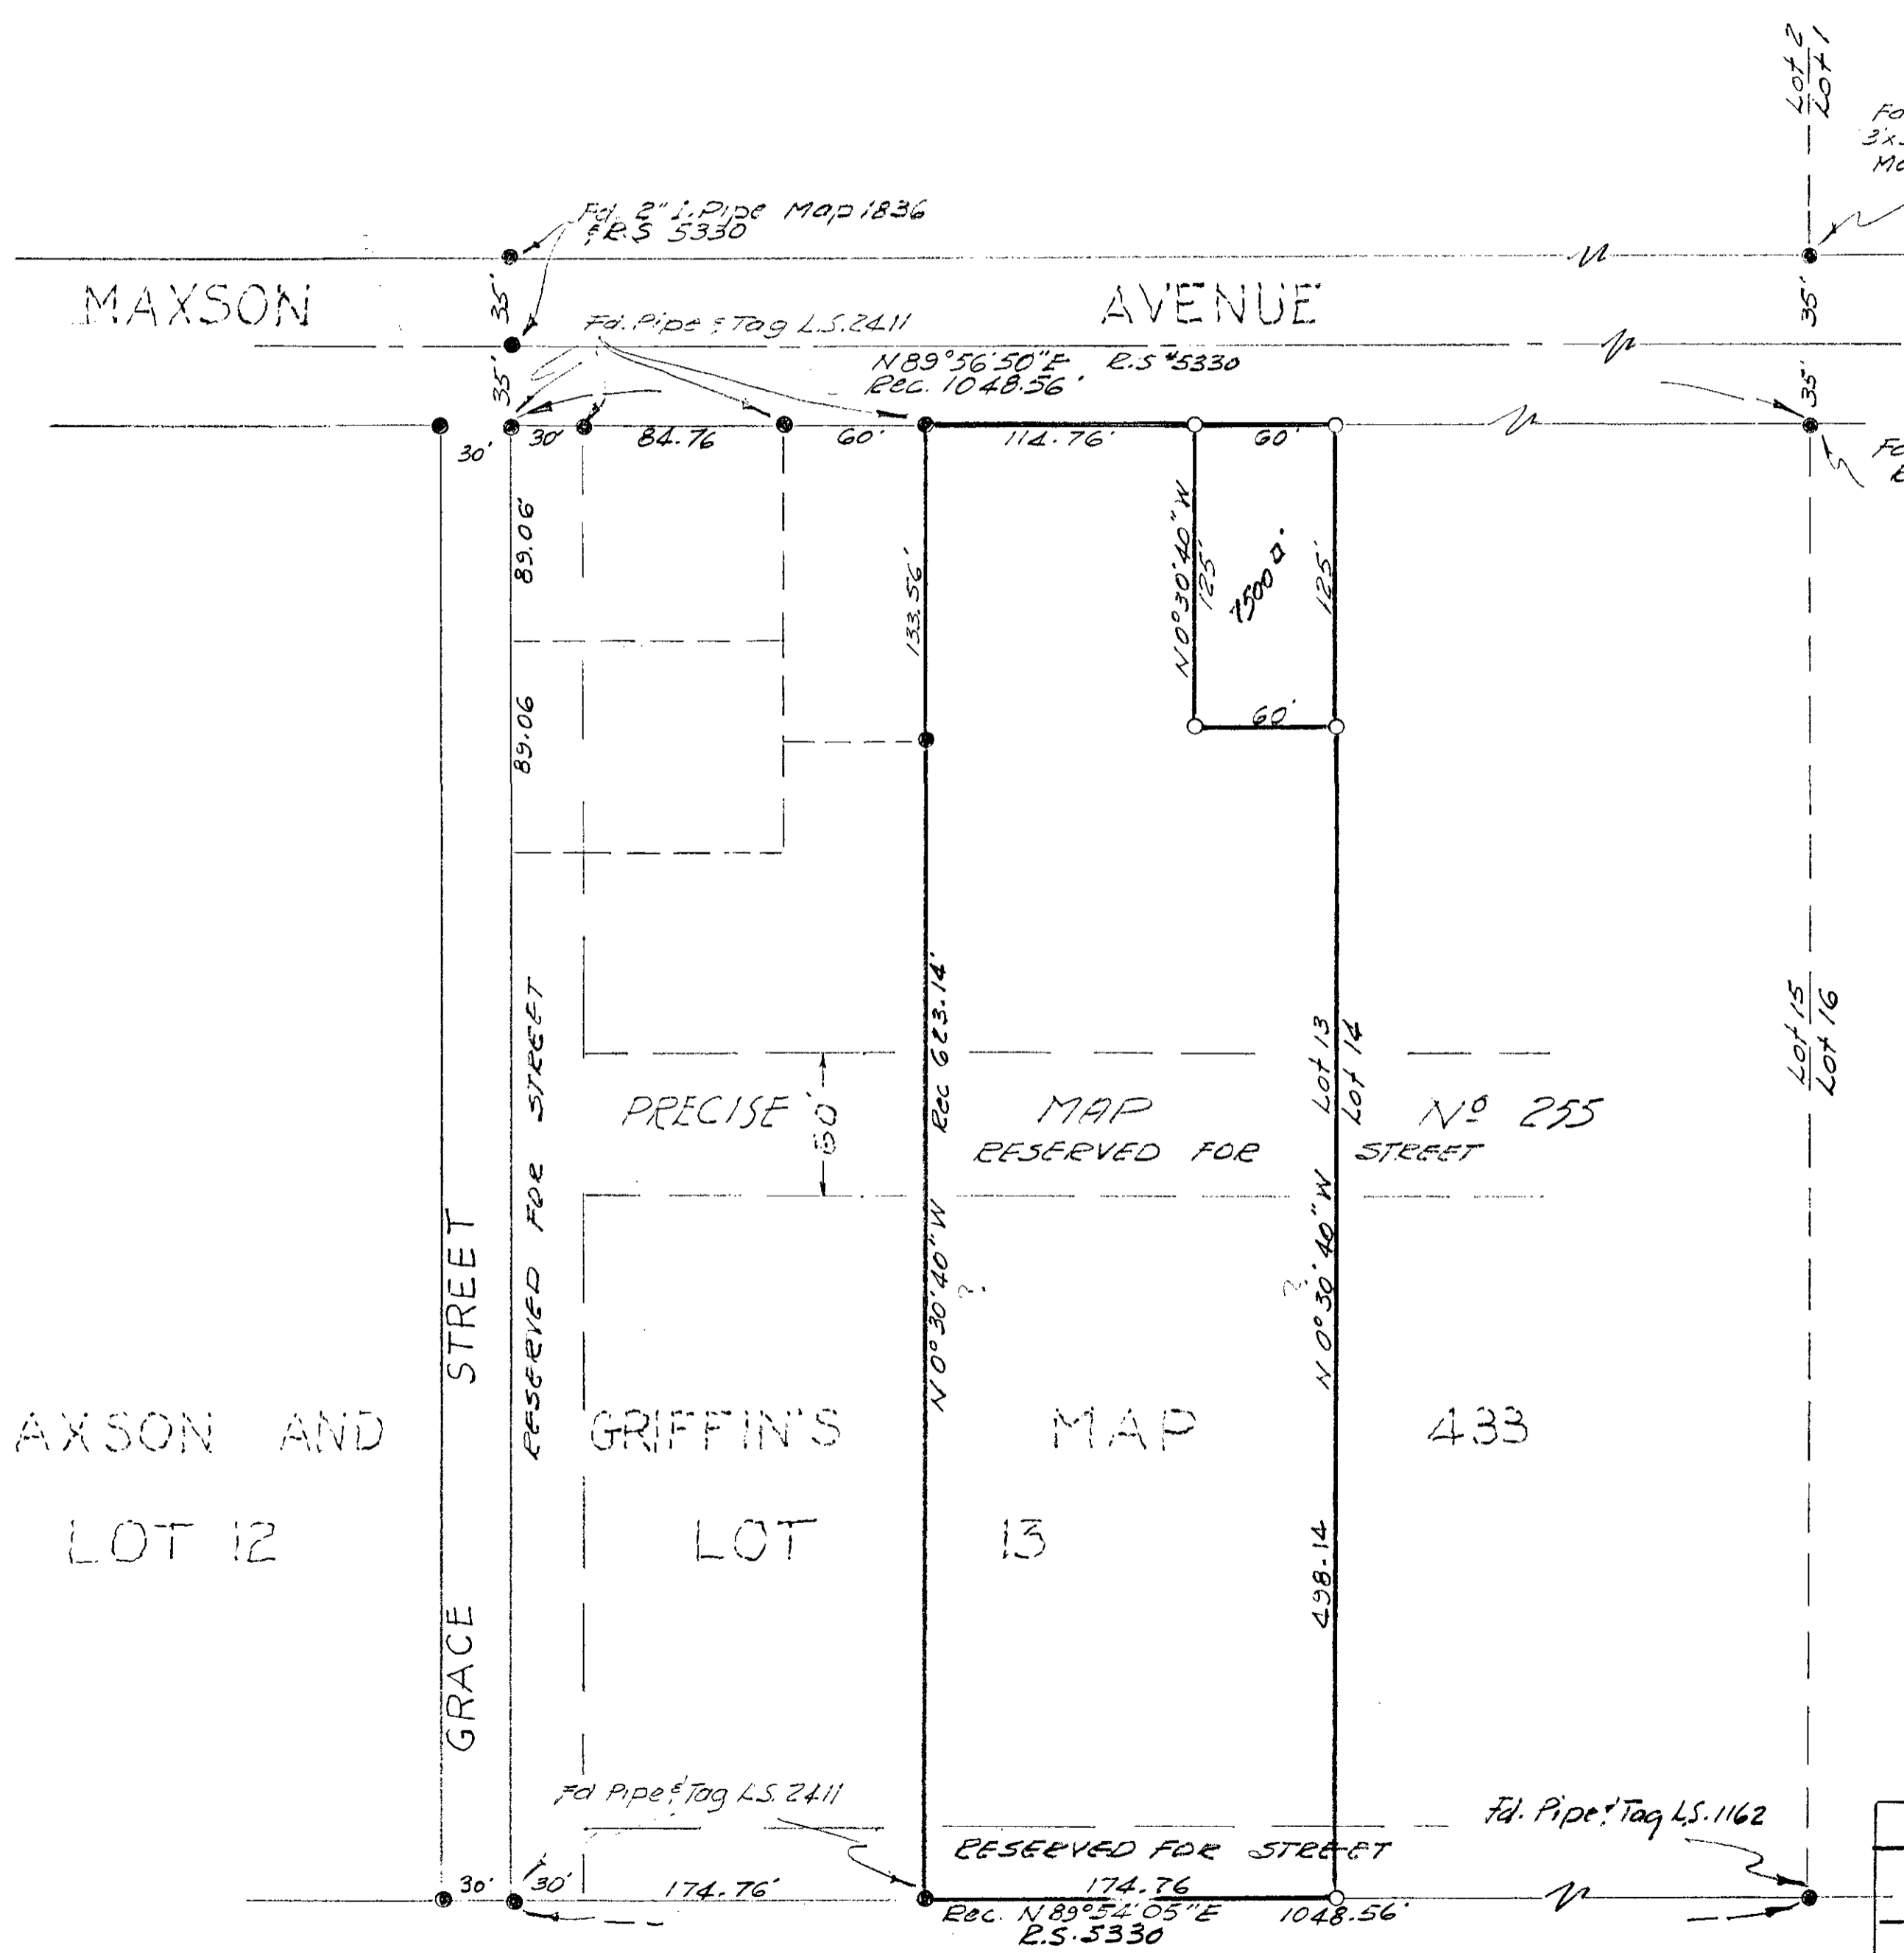 Lot 2
Lot 1
Fd. 2" I. Pipe Map 1836
& R.S 5330
MAXSON AVENUE
35'
35'
35'
35'
Fd. Pipe & Tag L.S. 2411
N 89° 56' 50" E R.S #5330
Rec. 1048.56'
30'
30'
84.76
60'
114.76'
60'
89.06'
89.06
133.56'
N 0° 30' 40" W
125'
7500
125'
60'
Rec 623.14'
N 0° 30' 40" W
?
Lot 13
Lot 14
N 0° 30' 40" W
?
498.14
Lot 15
Lot 16
PRECISE MAP Nº 255
RESERVED FOR STREET
GRACE STREET
RESERVED FOR STREET
AXSON AND GRIFFIN'S MAP 433
LOT 12 LOT 13
Fd Pipe & Tag L.S. 2411
Fd. Pipe & Tag L.S. 1162
RESERVED FOR STREET
30'
30'
174.76'
174.76
Rec. N 89° 54' 05" E 1048.56'
R.S. 5330